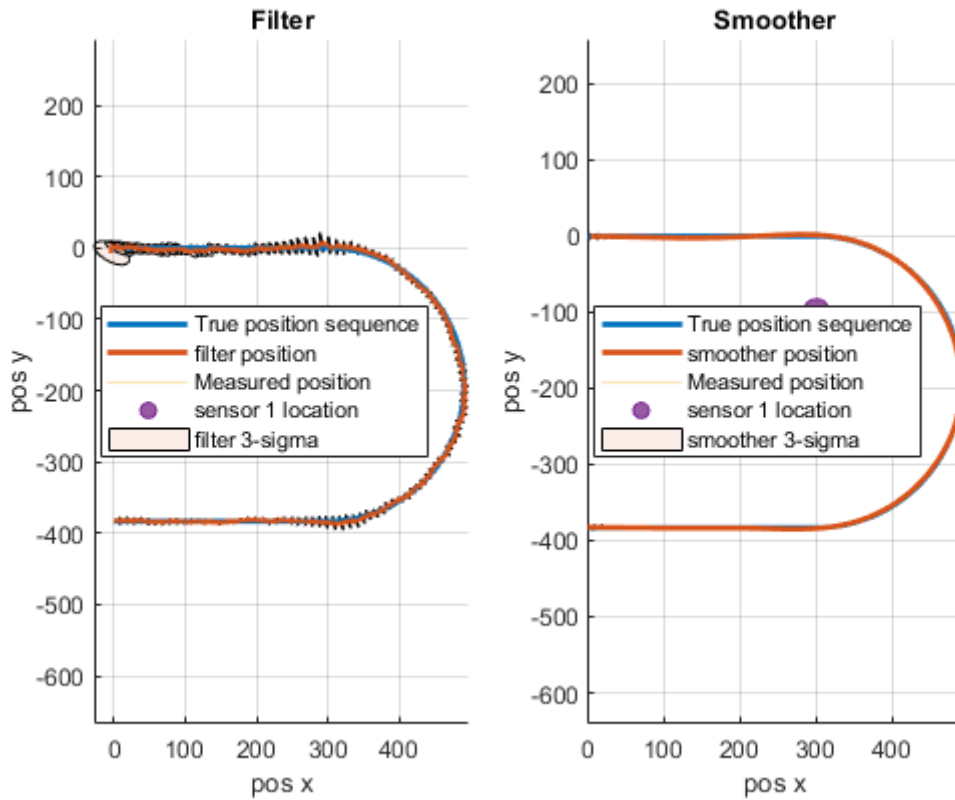 Filter
200
100
0
-100
-200
-300
-400
-500
-600
pos y
True position sequence
filter position
Measured position
sensor 1 location
filter 3-sigma
0 100 200 300 400
pos x
Smoother
200
100
0
-100
-200
-300
-400
-500
-600
pos y
True position sequence
smoother position
Measured position
sensor 1 location
smoother 3-sigma
0 100 200 300 400
pos x